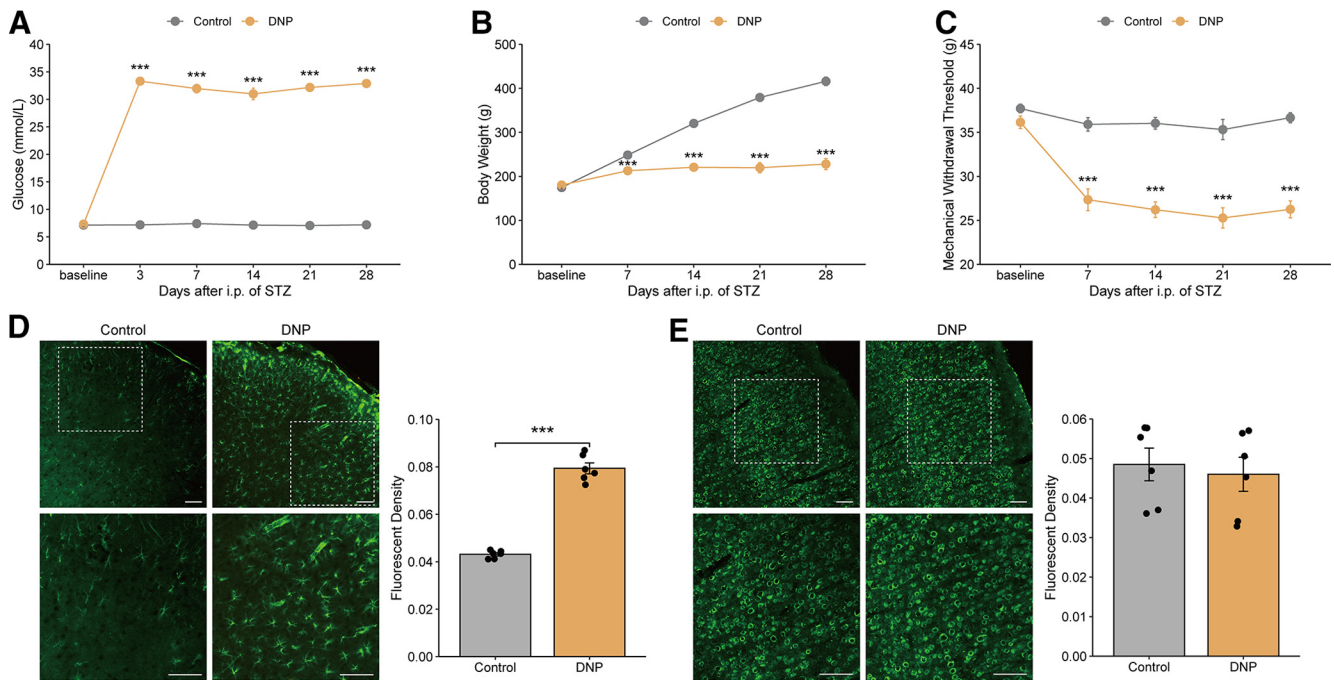 A
Control DNP
Glucose (mmol/L)
40
35
30
25
20
15
10
5
0
*** *** *** *** ***
baseline 3 7 14 21 28
Days after i.p. of STZ
B
Control DNP
Body Weight (g)
500
400
300
200
100
0
*** *** *** ***
baseline 7 14 21 28
Days after i.p. of STZ
C
Control DNP
Mechanical Withdrawal Threshold (g)
45
40
35
30
25
20
*** *** *** ***
baseline 7 14 21 28
Days after i.p. of STZ
D
Control DNP
Fluorescent Density
0.10
0.08
0.06
0.04
0.02
0.00
***
Control DNP
E
Control DNP
Fluorescent Density
0.06
0.05
0.04
0.03
0.06
0.01
0.00
Control DNP